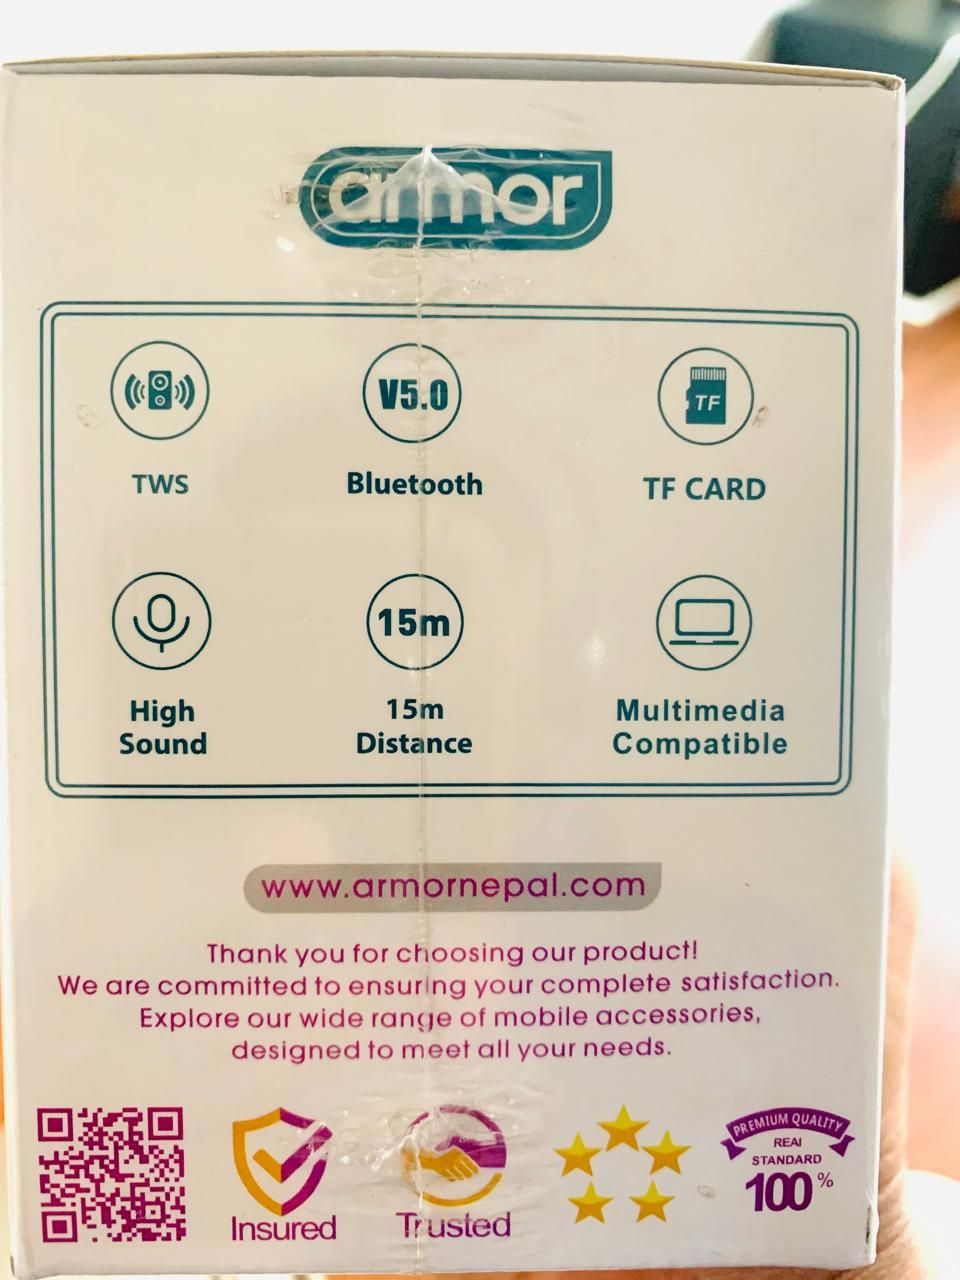 armor
V5.0
TF
TWS
Bluetooth
TF CARD
15m
High
Sound
15m
Distance
Multimedia
Compatible
www.armornepal.com
Thank you for choosing our product!
We are committed to ensuring your complete satisfaction.
Explore our wide range of mobile accessories,
designed to meet all your needs.
PREMIUM QUALITY
REAl
STANDARD
100%
Insured
Trusted